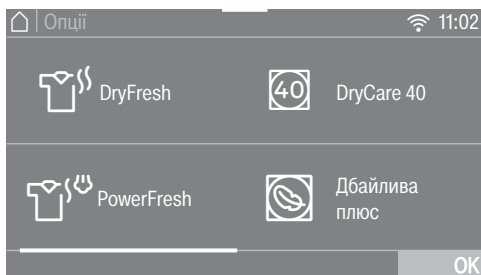 Опції
11:02
DryFresh
40
DryCare 40
PowerFresh
Дбайлива
плюс
OK